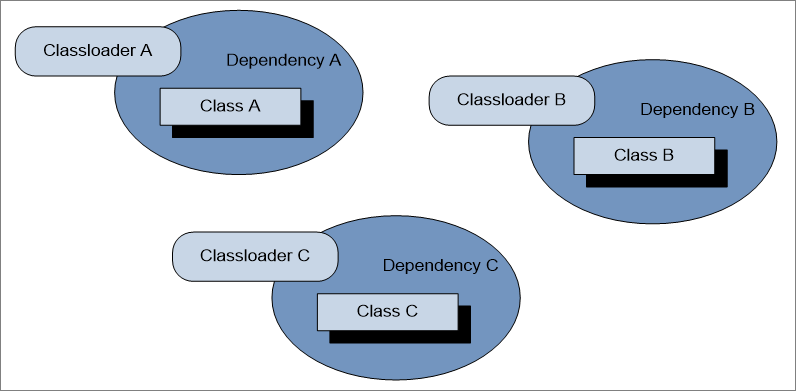 Classloader A
Dependency A
Class A
Classloader B
Dependency B
Class B
Classloader C
Dependency C
Class C